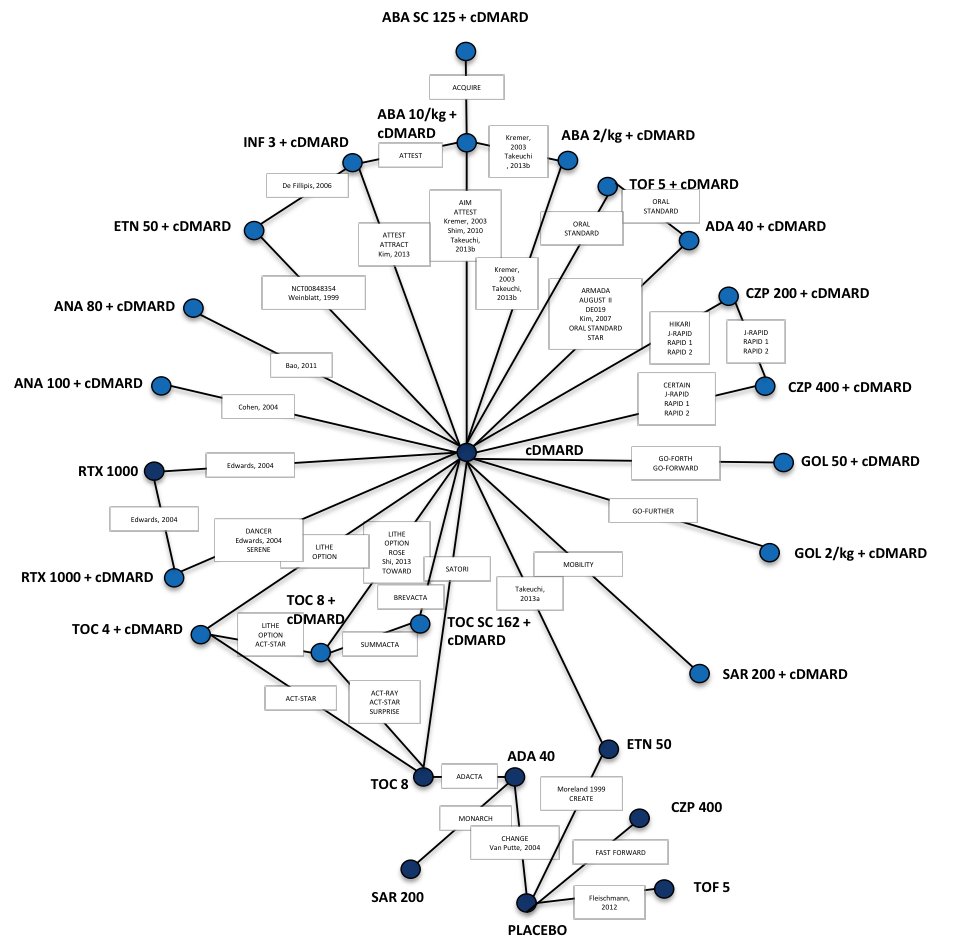 ABA SC 125 + cDMARD
ACQUIRE
ABA 10/kg +
cDMARD
Kremer,
2003
Takeuchi
, 2013b
ABA 2/kg + cDMARD
INF 3 + cDMARD
ATTEST
De Fillipis, 2006
TOF 5 + cDMARD
ORAL
STANDARD
ETN 50 + cDMARD
ATTEST
ATTRACT
Kim, 2013
AIM
ATTEST
Kremer, 2003
Shim, 2010
Takeuchi,
2013b
ORAL
STANDARD
ADA 40 + cDMARD
NCT00848354
Weinblatt, 1999
Kremer,
2003
Takeuchi,
2013b
ARMADA
AUGUST II
DE019
Kim, 2007
ORAL STANDARD
STAR
CZP 200 + cDMARD
ANA 80 + cDMARD
HIKARI
J-RAPID
RAPID 1
RAPID 2
J-RAPID
RAPID 1
RAPID 2
Bao, 2011
ANA 100 + cDMARD
Cohen, 2004
CERTAIN
J-RAPID
RAPID 1
RAPID 2
CZP 400 + cDMARD
cDMARD
RTX 1000
Edwards, 2004
GO-FORTH
GO-FORWARD
GOL 50 + cDMARD
Edwards, 2004
DANCER
Edwards, 2004
SERENE
LITHE
OPTION
LITHE
OPTION
ROSE
Shi, 2013
TOWARD
SATORI
GO-FURTHER
GOL 2/kg + cDMARD
MOBILITY
RTX 1000 + cDMARD
Takeuchi,
2013a
BREVACTA
TOC 8 +
cDMARD
TOC 4 + cDMARD
LITHE
OPTION
ACT-STAR
SUMMACTA
TOC SC 162 +
cDMARD
SAR 200 + cDMARD
ACT-STAR
ACT-RAY
ACT-STAR
SURPRISE
ETN 50
ADA 40
TOC 8
ADACTA
Moreland 1999
CREATE
CZP 400
MONARCH
CHANGE
Van Putte, 2004
FAST FORWARD
SAR 200
Fleischmann,
2012
TOF 5
PLACEBO